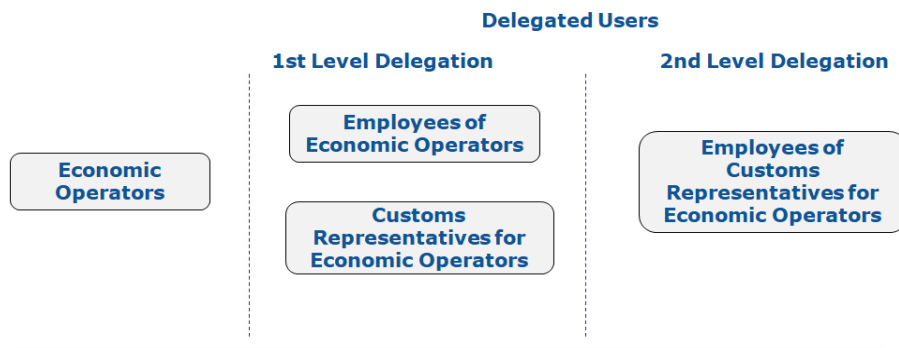 Delegated Users
1st Level Delegation
2nd Level Delegation
Economic
Operators
Employees of
Economic Operators
Customs
Representatives for
Economic Operators
Employees of
Customs
Representatives for
Economic Operators